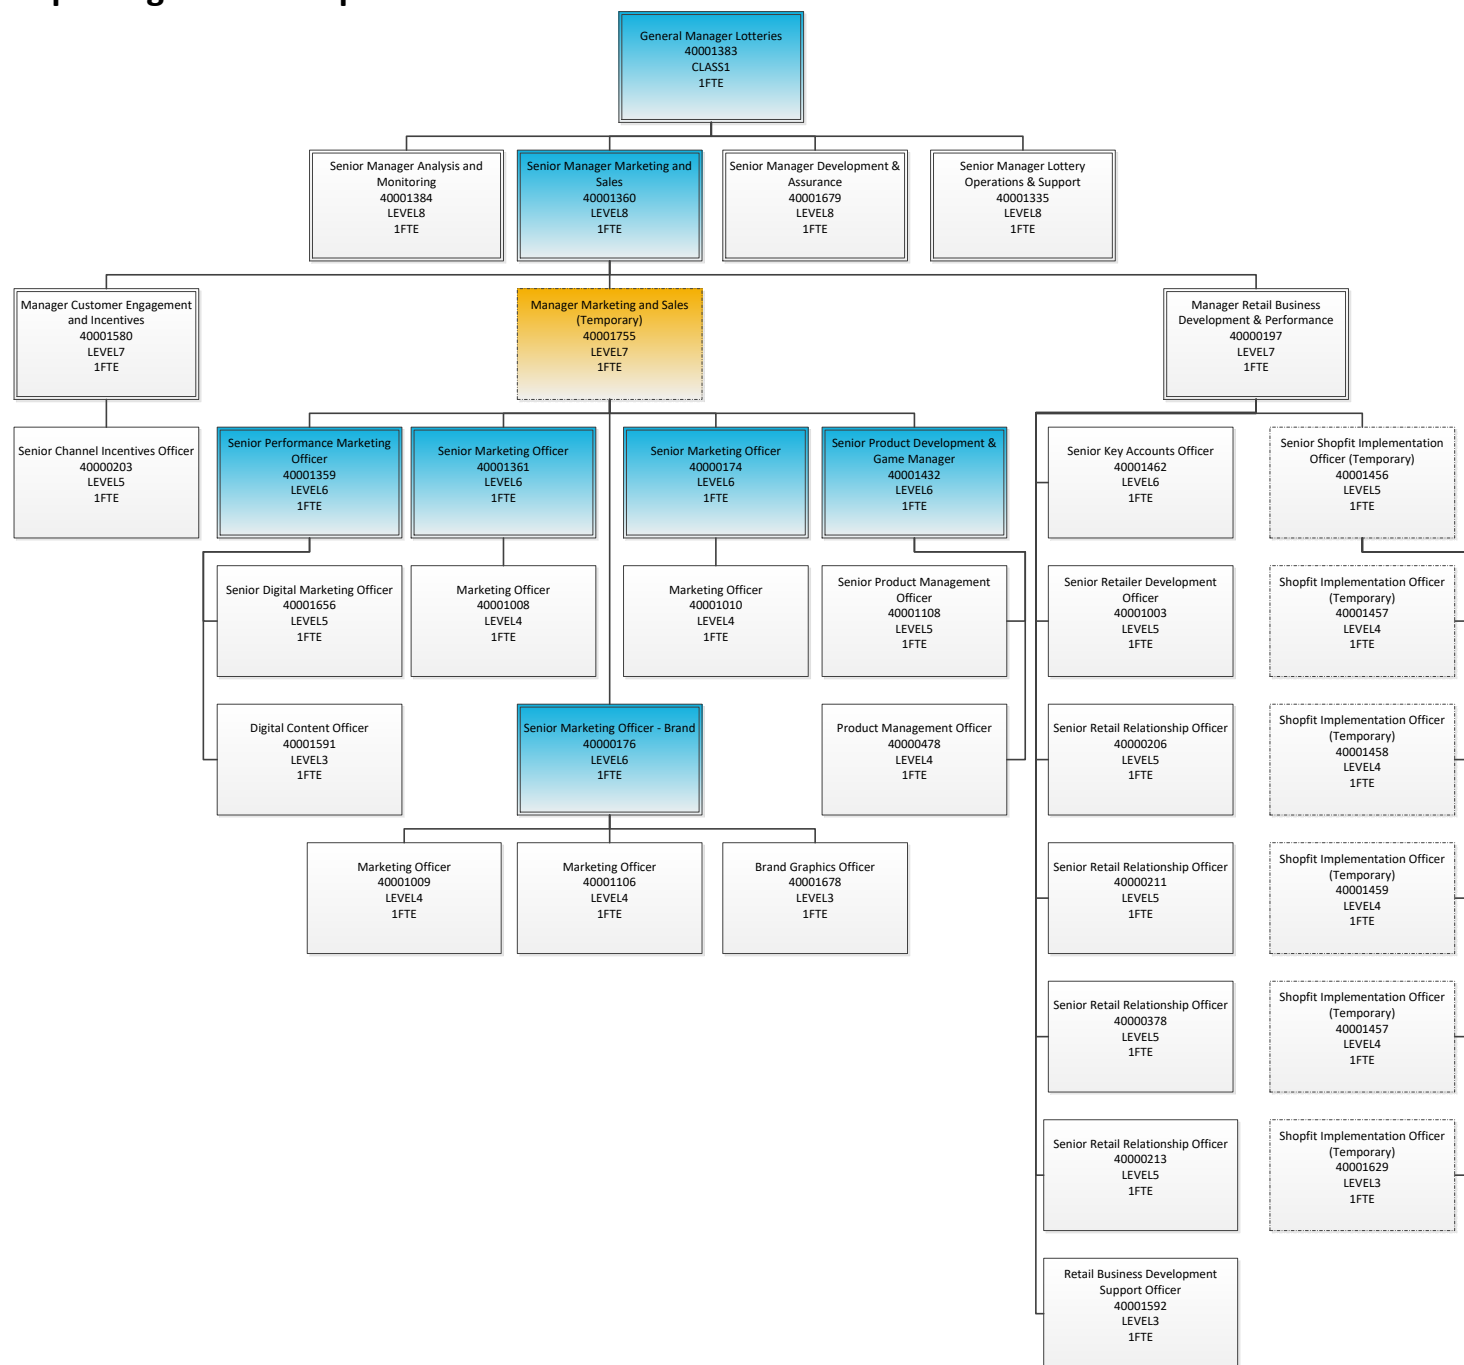 General Manager Lotteries
40001383
CLASS1
1FTE
Senior Manager Analysis and
Monitoring
40001384
LEVEL8
1FTE
Senior Manager Marketing and
Sales
40001360
LEVEL8
1FTE
Senior Manager Development &
Assurance
40001679
LEVEL8
1FTE
Senior Manager Lottery
Operations & Support
40001335
LEVEL8
1FTE
Manager Customer Engagement
and Incentives
40001580
LEVEL7
1FTE
Manager Marketing and Sales
(Temporary)
40001755
LEVEL7
1FTE
Manager Retail Business
Development & Performance
40000197
LEVEL7
1FTE
Senior Channel Incentives Officer
40000203
LEVEL5
1FTE
Senior Performance Marketing
Officer
40001359
LEVEL6
1FTE
Senior Marketing Officer
40001361
LEVEL6
1FTE
Senior Marketing Officer
40000174
LEVEL6
1FTE
Senior Product Development &
Game Manager
40001432
LEVEL6
1FTE
Senior Key Accounts Officer
40001462
LEVEL6
1FTE
Senior Shopfit Implementation
Officer (Temporary)
40001456
LEVEL5
1FTE
Senior Digital Marketing Officer
40001656
LEVEL5
1FTE
Marketing Officer
40001008
LEVEL4
1FTE
Marketing Officer
40001010
LEVEL4
1FTE
Senior Product Management
Officer
40001108
LEVEL5
1FTE
Senior Retailer Development
Officer
40001003
LEVEL5
1FTE
Shopfit Implementation Officer
(Temporary)
40001457
LEVEL4
1FTE
Digital Content Officer
40001591
LEVEL3
1FTE
Senior Marketing Officer - Brand
40000176
LEVEL6
1FTE
Product Management Officer
40000478
LEVEL4
1FTE
Senior Retail Relationship Officer
40000206
LEVEL5
1FTE
Shopfit Implementation Officer
(Temporary)
40001458
LEVEL4
1FTE
Marketing Officer
40001009
LEVEL4
1FTE
Marketing Officer
40001106
LEVEL4
1FTE
Brand Graphics Officer
40001678
LEVEL3
1FTE
Senior Retail Relationship Officer
40000211
LEVEL5
1FTE
Shopfit Implementation Officer
(Temporary)
40001459
LEVEL4
1FTE
Senior Retail Relationship Officer
40000378
LEVEL5
1FTE
Shopfit Implementation Officer
(Temporary)
40001457
LEVEL4
1FTE
Senior Retail Relationship Officer
40000213
LEVEL5
1FTE
Shopfit Implementation Officer
(Temporary)
40001629
LEVEL3
1FTE
Retail Business Development
Support Officer
40001592
LEVEL3
1FTE